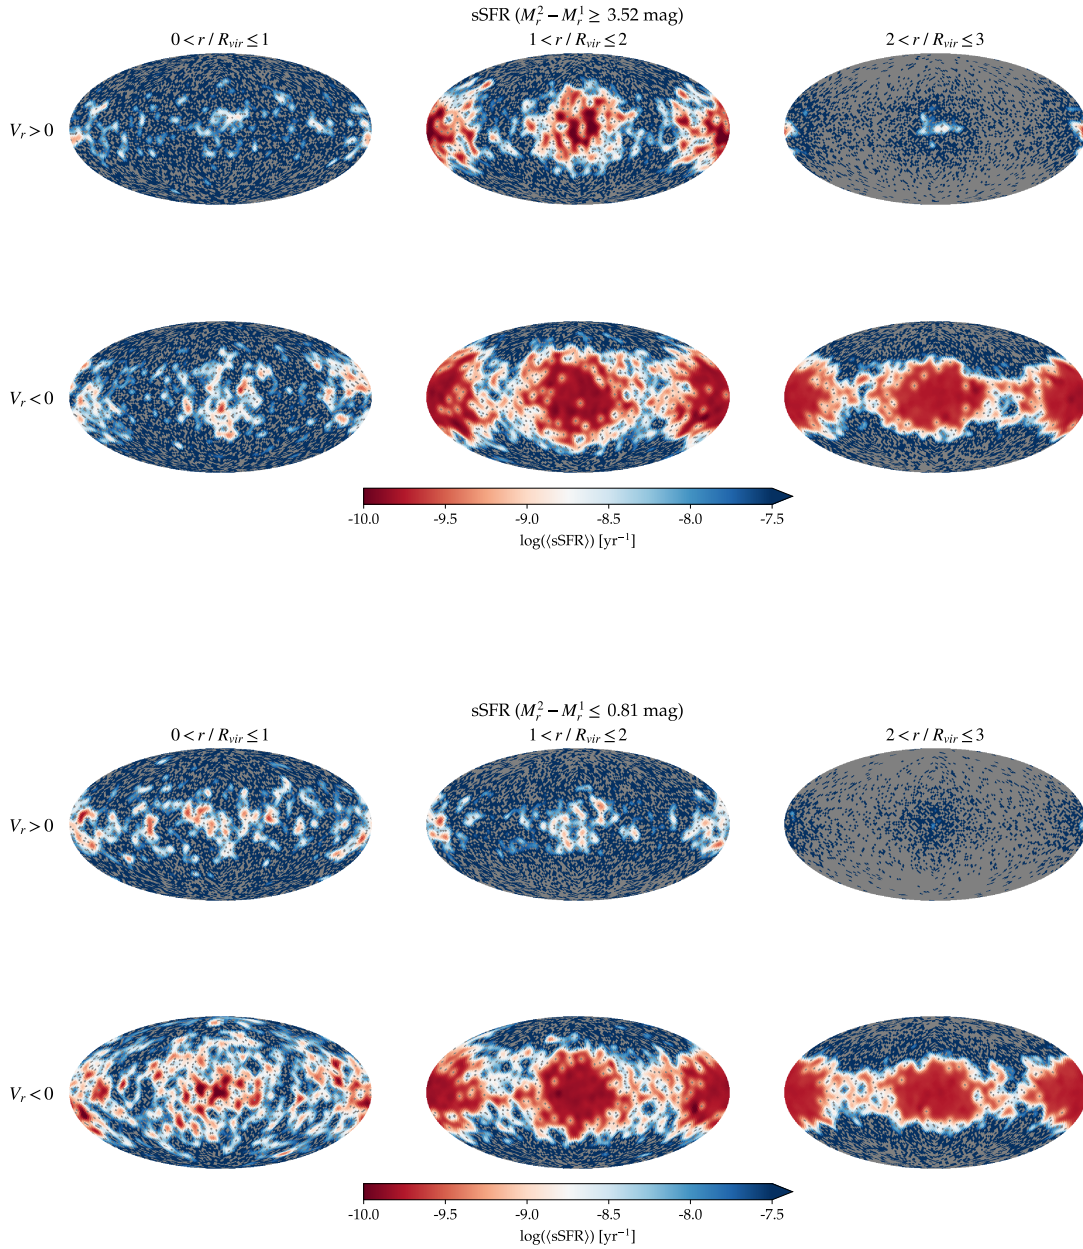 sSFR (M_r^2 − M_r^1 ≥ 3.52 mag)
0 < r / R_vir ≤ 1 1 < r / R_vir ≤ 2 2 < r / R_vir ≤ 3
V_r > 0
V_r < 0
-10.0 -9.5 -9.0 -8.5 -8.0 -7.5
log(⟨sSFR⟩) [yr⁻¹]
sSFR (M_r^2 − M_r^1 ≤ 0.81 mag)
0 < r / R_vir ≤ 1 1 < r / R_vir ≤ 2 2 < r / R_vir ≤ 3
V_r > 0
V_r < 0
-10.0 -9.5 -9.0 -8.5 -8.0 -7.5
log(⟨sSFR⟩) [yr⁻¹]